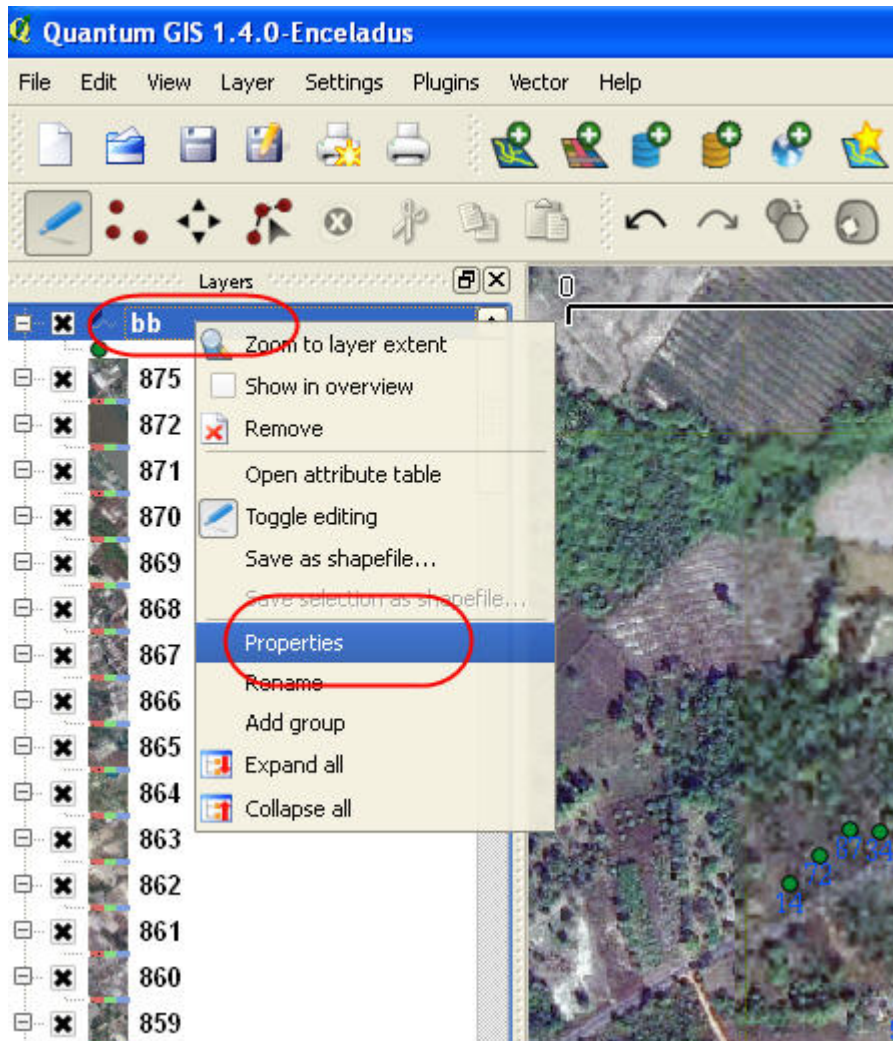 Quantum GIS 1.4.0-Enceladus
File Edit View Layer Settings Plugins Vector Help
Layers
0
bb
Zoom to layer extent
875
Show in overview
872
Remove
871
Open attribute table
870
Toggle editing
869
Save as shapefile...
868
Save selection as shapefile...
867
Properties
866
Rename
865
Add group
864
Expand all
863
Collapse all
862
861
860
859
87 34
72
14